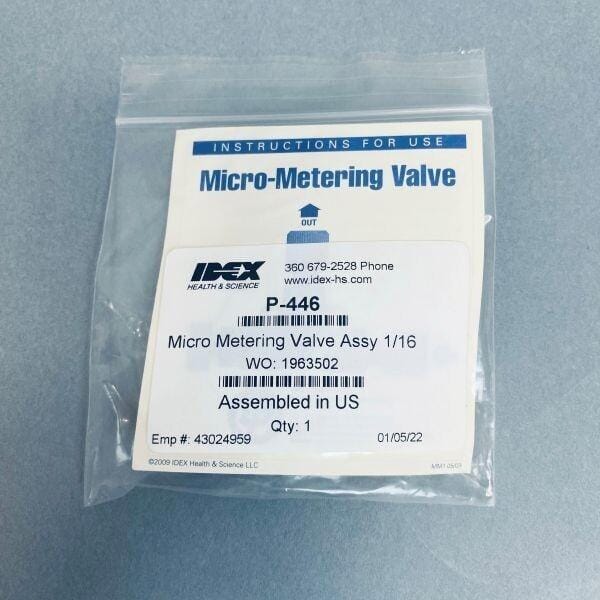 INSTRUCTIONS FOR USE
Micro-Metering Valve
OUT
IDEX
HEALTH & SCIENCE
360 679-2528 Phone
www.idex-hs.com
P-446
Micro Metering Valve Assy 1/16
WO: 1963502
Assembled in US
Qty: 1
Emp #: 43024959
01/05/22
©2009 IDEX Health & Science LLC